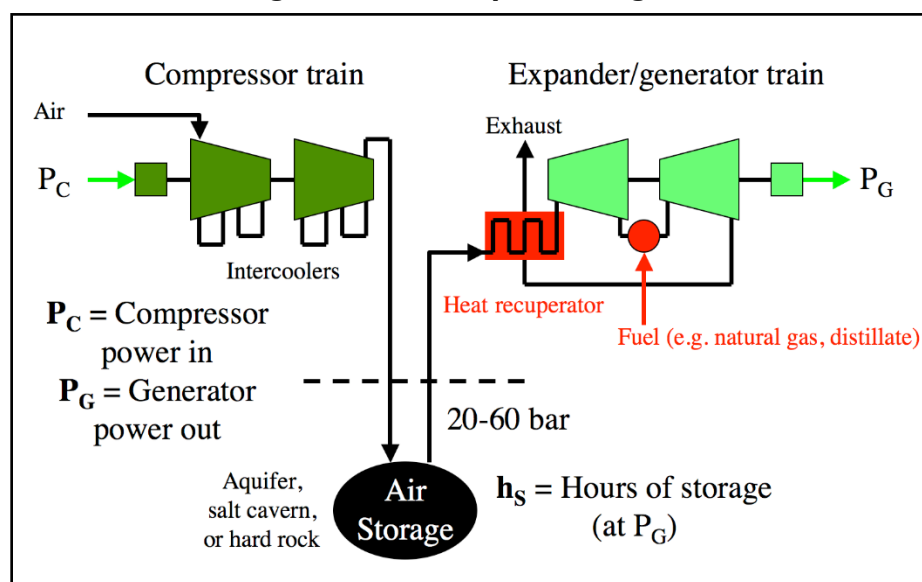 Compressor train
Expander/generator train
Air
Exhaust
P_C
P_G
Intercoolers
Heat recuperator
Fuel (e.g. natural gas, distillate)
P_C = Compressor
power in
P_G = Generator
power out
20-60 bar
Aquifer,
salt cavern,
or hard rock
Air
Storage
h_S = Hours of storage
(at P_G)